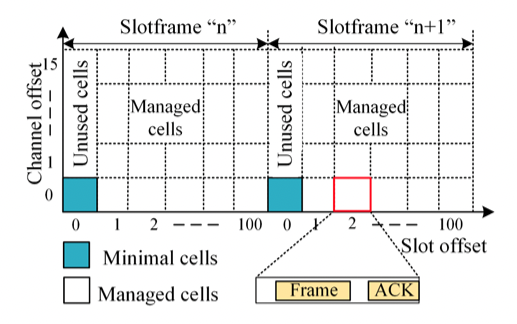 Slotframe “n”
Slotframe “n+1”
Channel offset
15
1
0
Unused cells
Managed
cells
Unused cells
Managed
cells
0 1 2 100 0 1 2 100
Slot offset
Minimal cells
Managed cells
Frame
ACK